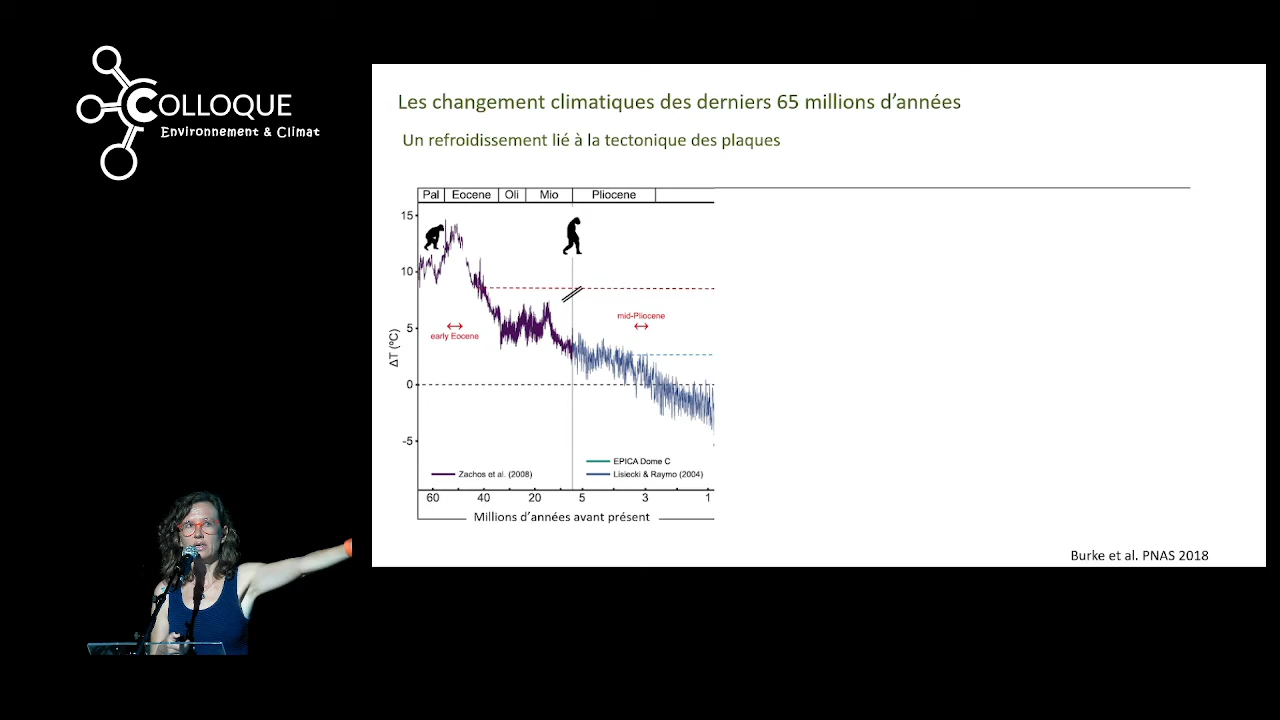 COLLOQUE
Environnement & Climat
Les changement climatiques des derniers 65 millions d'années
Un refroidissement lié à la tectonique des plaques
Pal Eocene Oli Mio Pliocene
15
10
5
0
-5
ΔT (°C)
early Eocene
mid-Pliocene
EPICA Dome C
Zachos et al. (2008)
Lisiecki & Raymo (2004)
60 40 20 5 3 1
Millions d'années avant présent
Burke et al. PNAS 2018